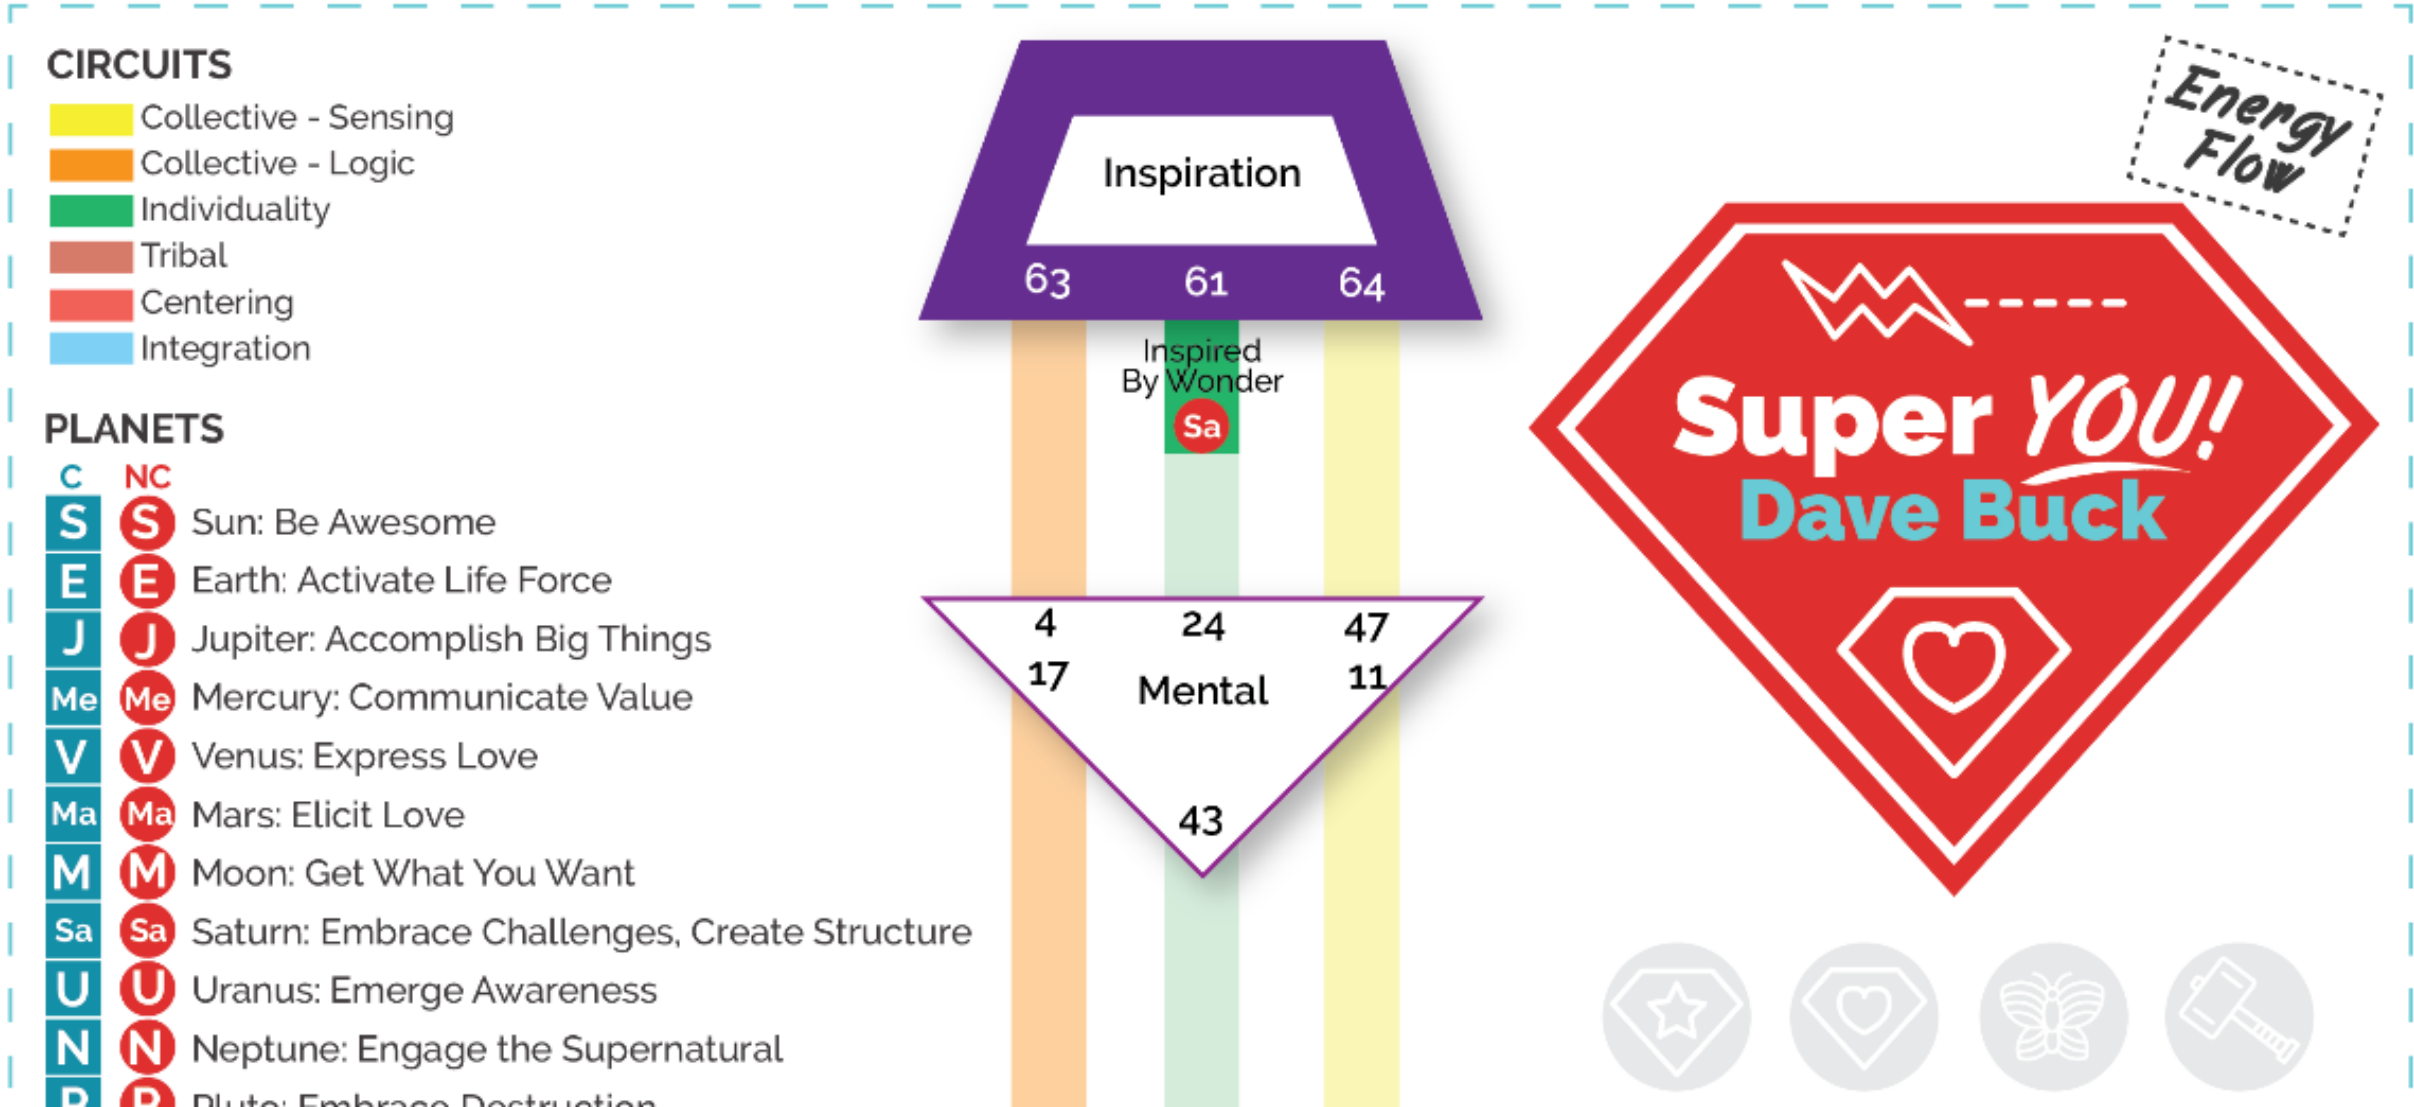 CIRCUITS
Collective - Sensing
Collective - Logic
Individuality
Tribal
Centering
Integration
PLANETS
C NC
S S Sun: Be Awesome
E E Earth: Activate Life Force
J J Jupiter: Accomplish Big Things
Me Me Mercury: Communicate Value
V V Venus: Express Love
Ma Ma Mars: Elicit Love
M M Moon: Get What You Want
Sa Sa Saturn: Embrace Challenges, Create Structure
U U Uranus: Emerge Awareness
N N Neptune: Engage the Supernatural
P P Pluto: Embrace Destruction
Inspiration
63 61 64
Inspired
By Wonder
Sa
4 24 47
17 11
Mental
43
Energy
Flow
Super YOU!
Dave Buck